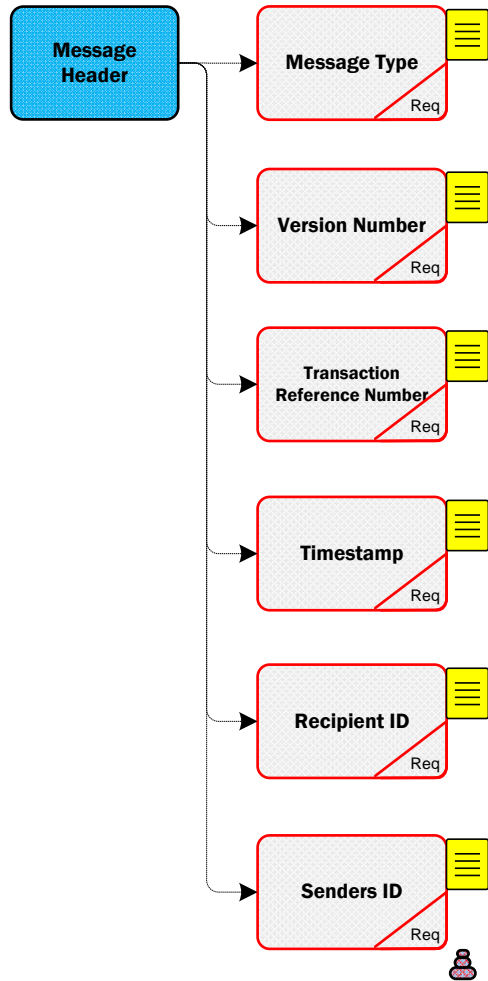 Message
Header
Message Type
Req
Version Number
Req
Transaction
Reference Number
Req
Timestamp
Req
Recipient ID
Req
Senders ID
Req